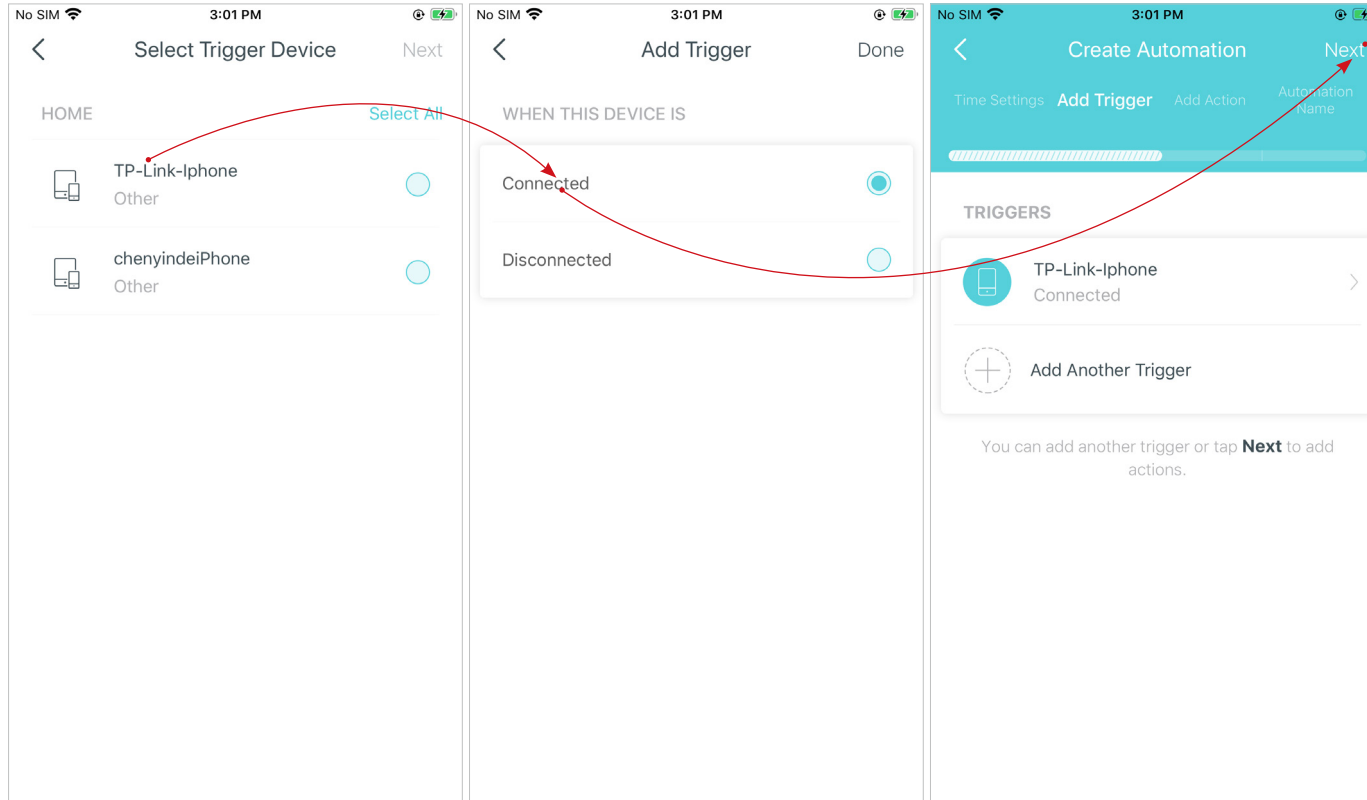 No SIM 3:01 PM
Select Trigger Device Next
HOME Select All
TP-Link-Iphone
Other
chenyindeiPhone
Other
No SIM 3:01 PM
Add Trigger Done
WHEN THIS DEVICE IS
Connected
Disconnected
No SIM 3:01 PM
Create Automation Next
Time Settings Add Trigger Add Action Automation
Name
TRIGGERS
TP-Link-Iphone
Connected
Add Another Trigger
You can add another trigger or tap Next to add
actions.